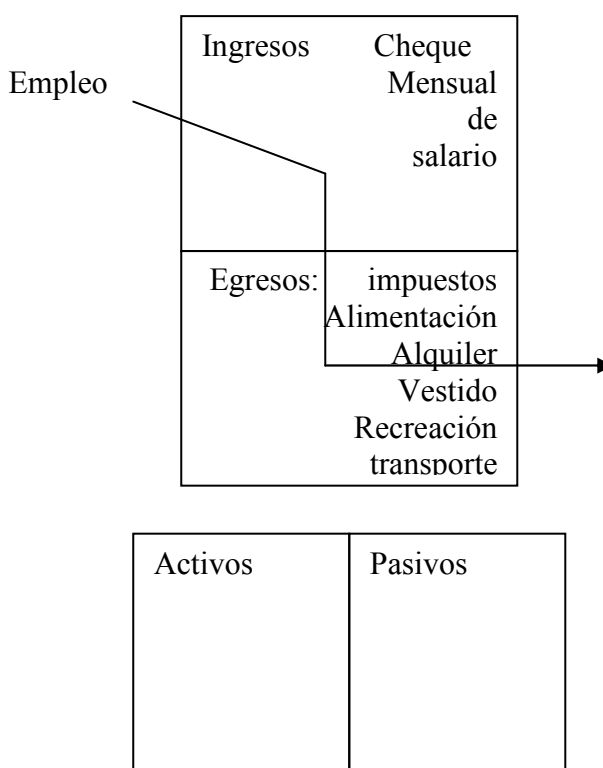 Ingresos Cheque
Empleo Mensual
de
salario
Egresos: impuestos
Alimentación
Alquiler
Vestido
Recreación
transporte
Activos Pasivos